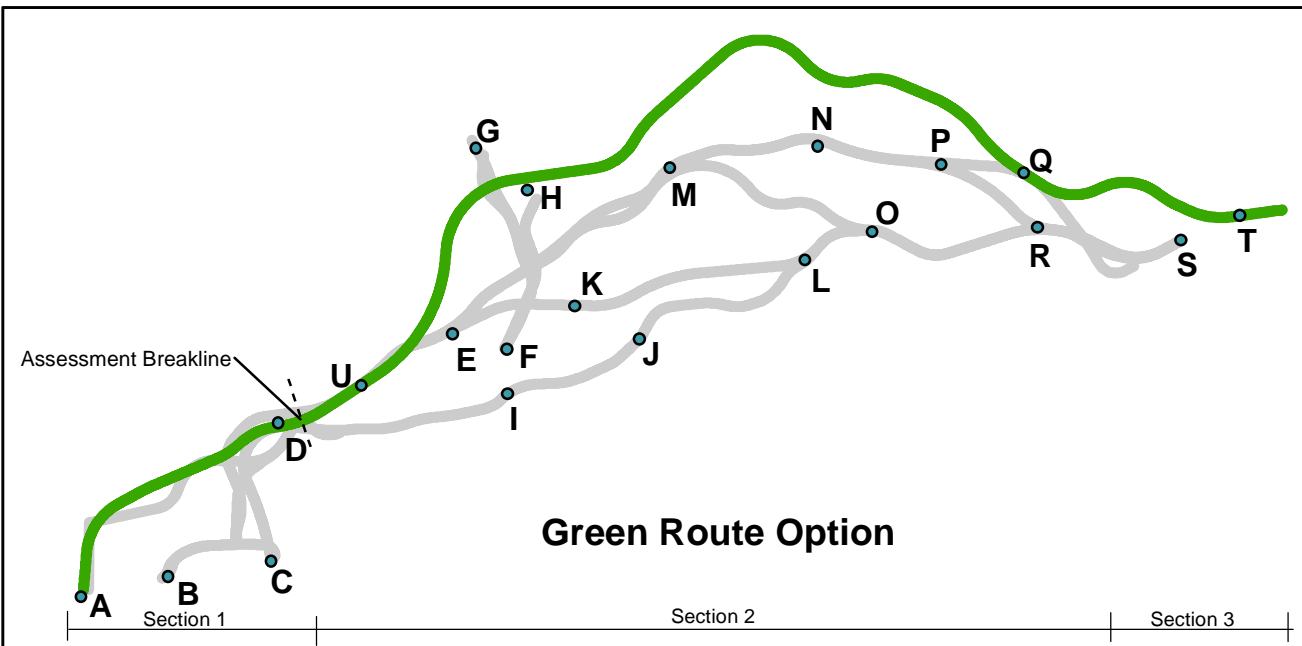 G
N
P
Q
H
M
O
T
K
R
S
L
E
F
J
Assessment Breakline
U
I
D
Green Route Option
C
B
A
Section 1
Section 2
Section 3